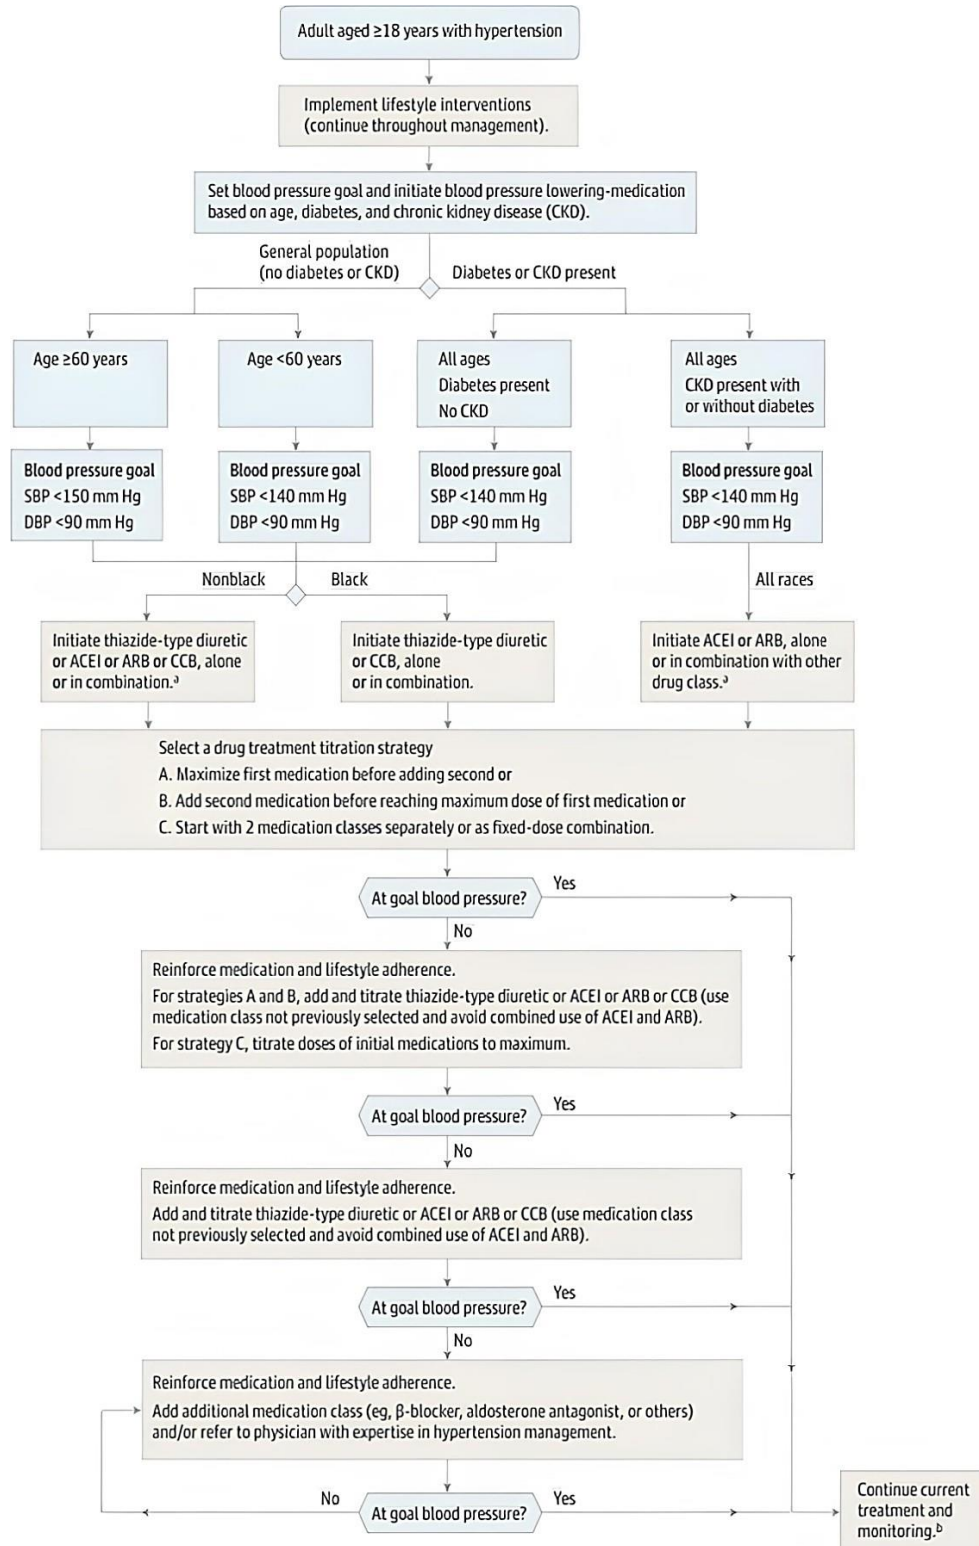 Adult aged ≥18 years with hypertension
Implement lifestyle interventions
(continue throughout management).
Set blood pressure goal and initiate blood pressure lowering-medication
based on age, diabetes, and chronic kidney disease (CKD).
General population
(no diabetes or CKD)
Diabetes or CKD present
Age ≥60 years
Age <60 years
All ages
Diabetes present
No CKD
All ages
CKD present with
or without diabetes
Blood pressure goal
SBP <150 mm Hg
DBP <90 mm Hg
Blood pressure goal
SBP <140 mm Hg
DBP <90 mm Hg
Blood pressure goal
SBP <140 mm Hg
DBP <90 mm Hg
Blood pressure goal
SBP <140 mm Hg
DBP <90 mm Hg
Nonblack
Black
All races
Initiate thiazide-type diuretic
or ACEI or ARB or CCB, alone
or in combination.ª
Initiate thiazide-type diuretic
or CCB, alone
or in combination.
Initiate ACEI or ARB, alone
or in combination with other
drug class.ª
Select a drug treatment titration strategy
A. Maximize first medication before adding second or
B. Add second medication before reaching maximum dose of first medication or
C. Start with 2 medication classes separately or as fixed-dose combination.
At goal blood pressure?
Yes
No
Reinforce medication and lifestyle adherence.
For strategies A and B, add and titrate thiazide-type diuretic or ACEI or ARB or CCB (use
medication class not previously selected and avoid combined use of ACEI and ARB).
For strategy C, titrate doses of initial medications to maximum.
At goal blood pressure?
Yes
No
Reinforce medication and lifestyle adherence.
Add and titrate thiazide-type diuretic or ACEI or ARB or CCB (use medication class
not previously selected and avoid combined use of ACEI and ARB).
At goal blood pressure?
Yes
No
Reinforce medication and lifestyle adherence.
Add additional medication class (eg, β-blocker, aldosterone antagonist, or others)
and/or refer to physician with expertise in hypertension management.
No
At goal blood pressure?
Yes
Continue current
treatment and
monitoring.ᵇ